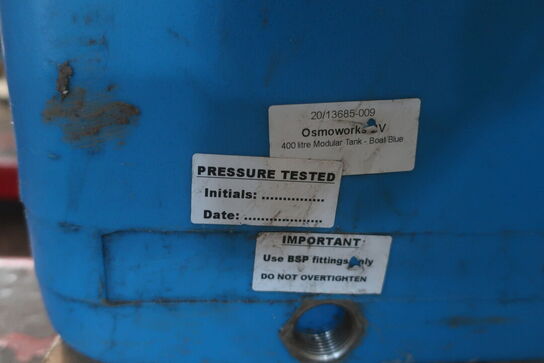 20/13685-009
Osmoworks V
400 litre Modular Tank - Boat Blue
PRESSURE TESTED
Initials: ...............
Date: ..................
IMPORTANT
Use BSP fittings only
DO NOT OVERTIGHTEN